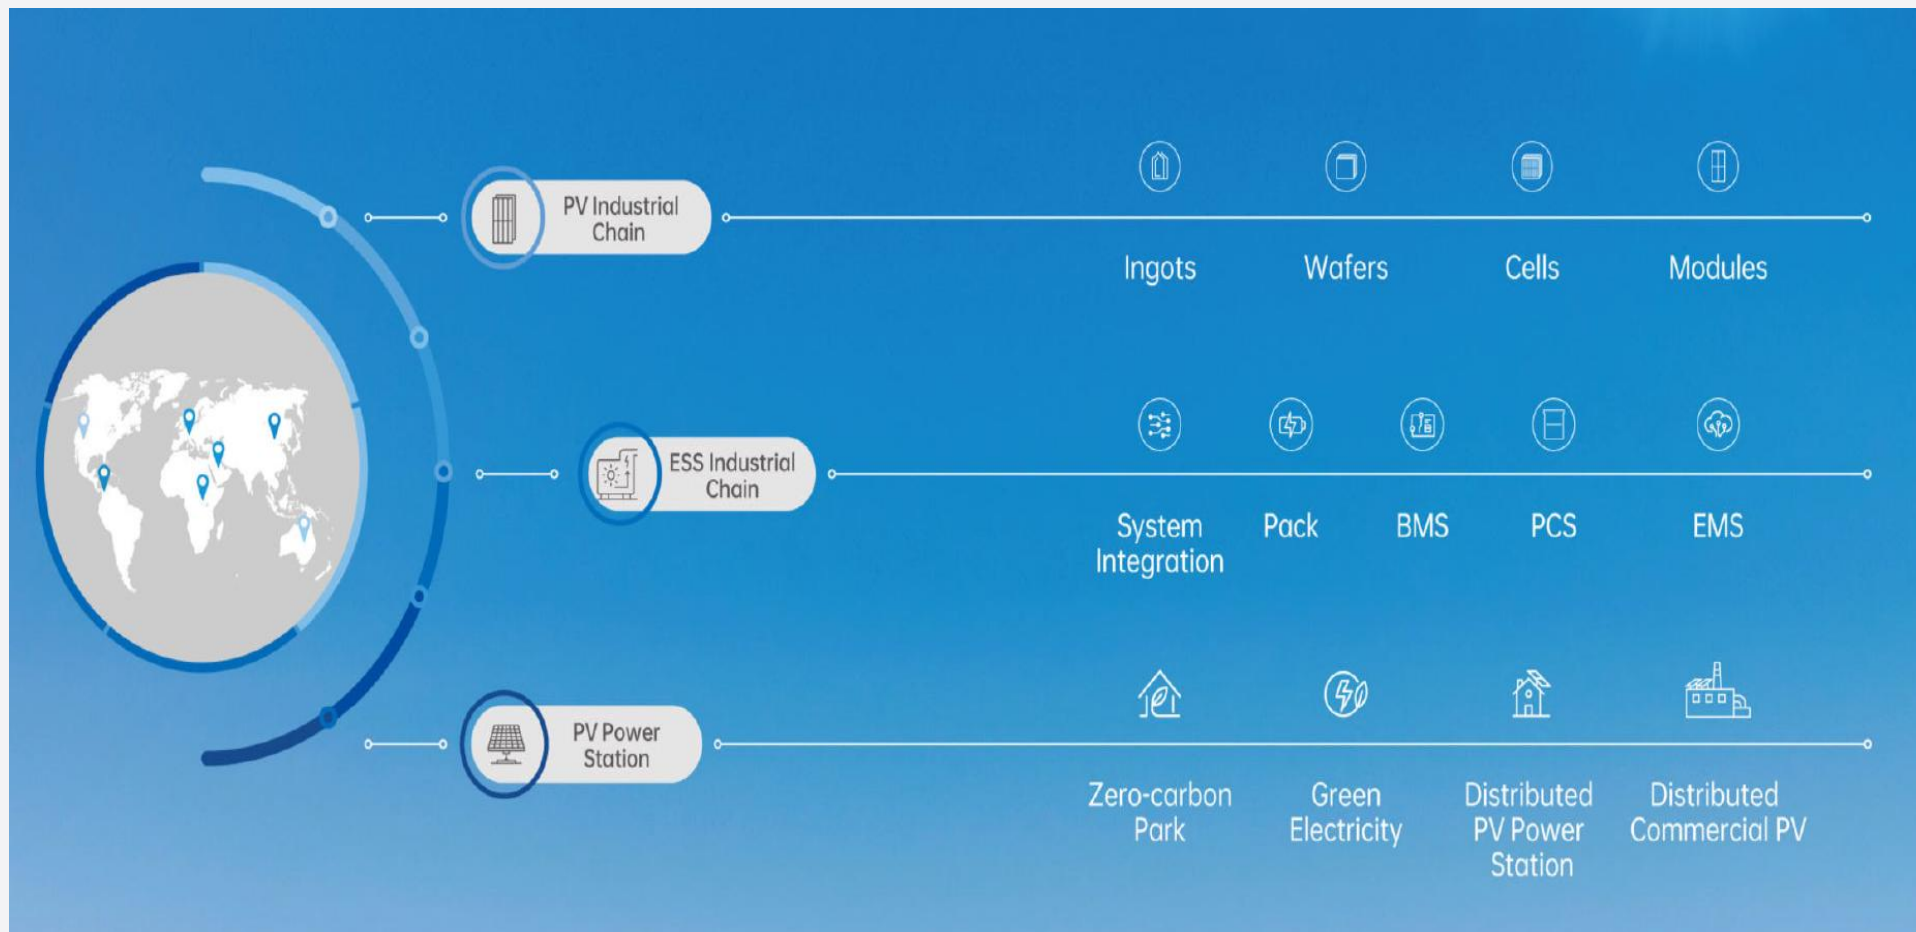 PV Industrial
Chain
Ingots
Wafers
Cells
Modules
ESS Industrial
Chain
System
Integration
Pack
BMS
PCS
EMS
PV Power
Station
Zero-carbon
Park
Green
Electricity
Distributed
PV Power
Station
Distributed
Commercial PV